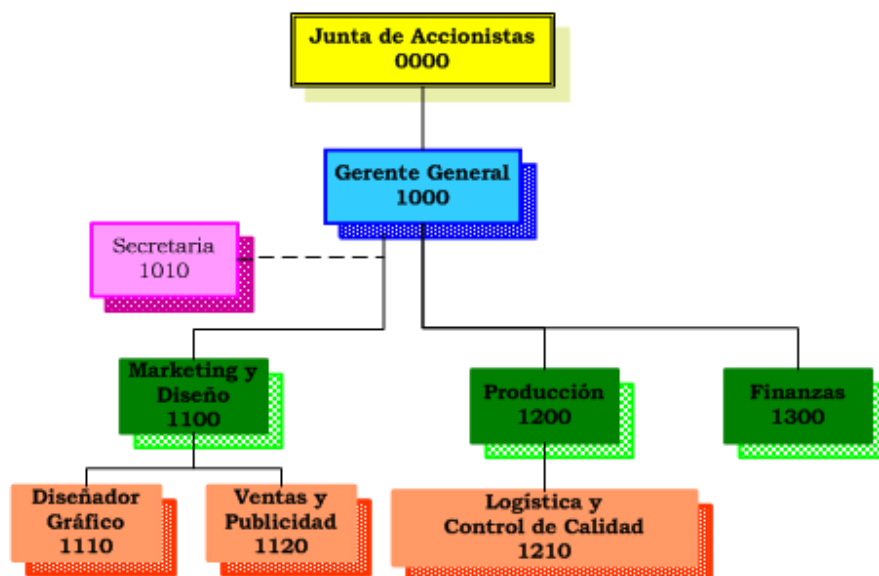 Junta de Accionistas
0000
Gerente General
1000
Secretaria
1010
Marketing y
Diseño
1100
Producción
1200
Finanzas
1300
Diseñador
Gráfico
1110
Ventas y
Publicidad
1120
Logística y
Control de Calidad
1210